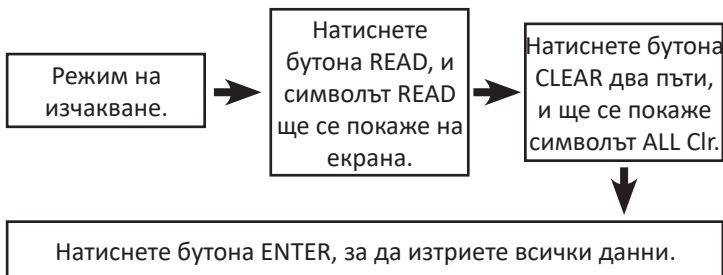 Режим на
изчакване.
Натиснете
бутона READ, и
символът READ
ще се покаже на
екрана.
Натиснете бутона
CLEAR два пъти,
и ще се покаже
символът ALL Clr.
Натиснете бутона ENTER, за да изтриете всички данни.